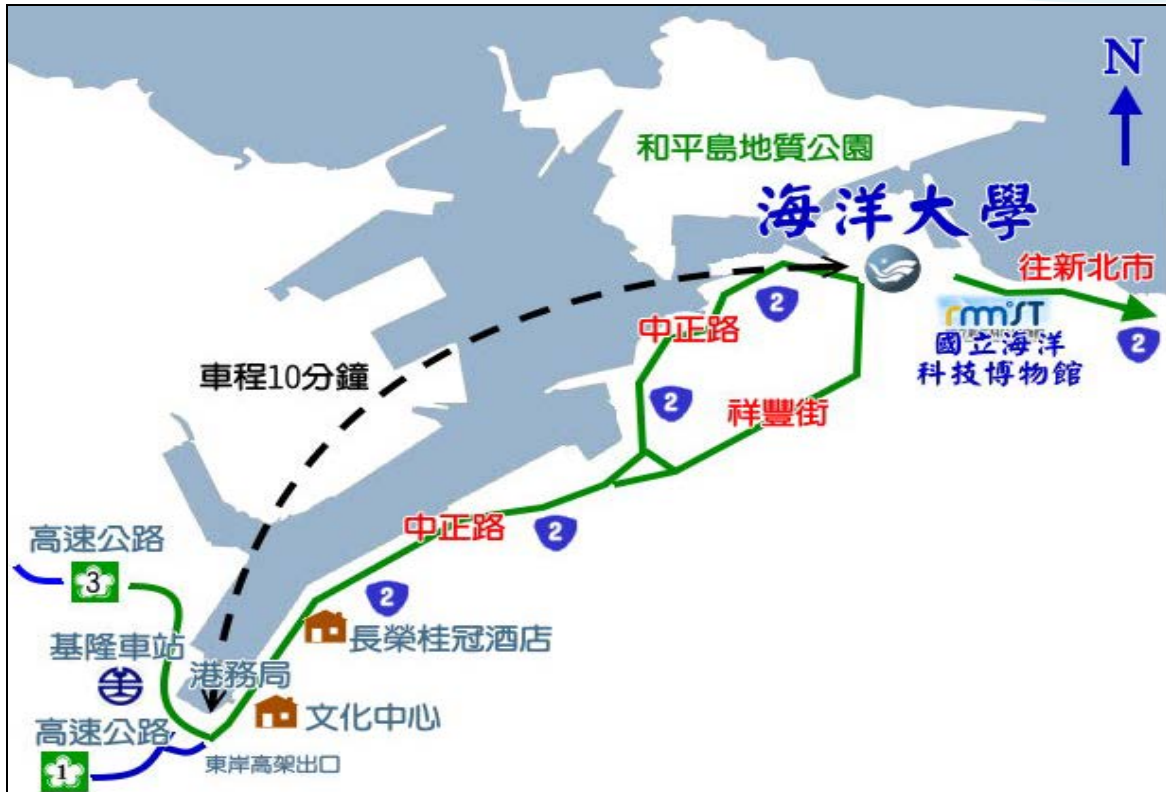 N
和平島地質公園
海洋大學
往新北市
2
中正路
2
國立海洋
科技博物館
車程10分鐘
2
祥豐街
中正路
2
高速公路
3
2
長榮桂冠酒店
基隆車站
港務局
文化中心
高速公路
東岸高架出口
1